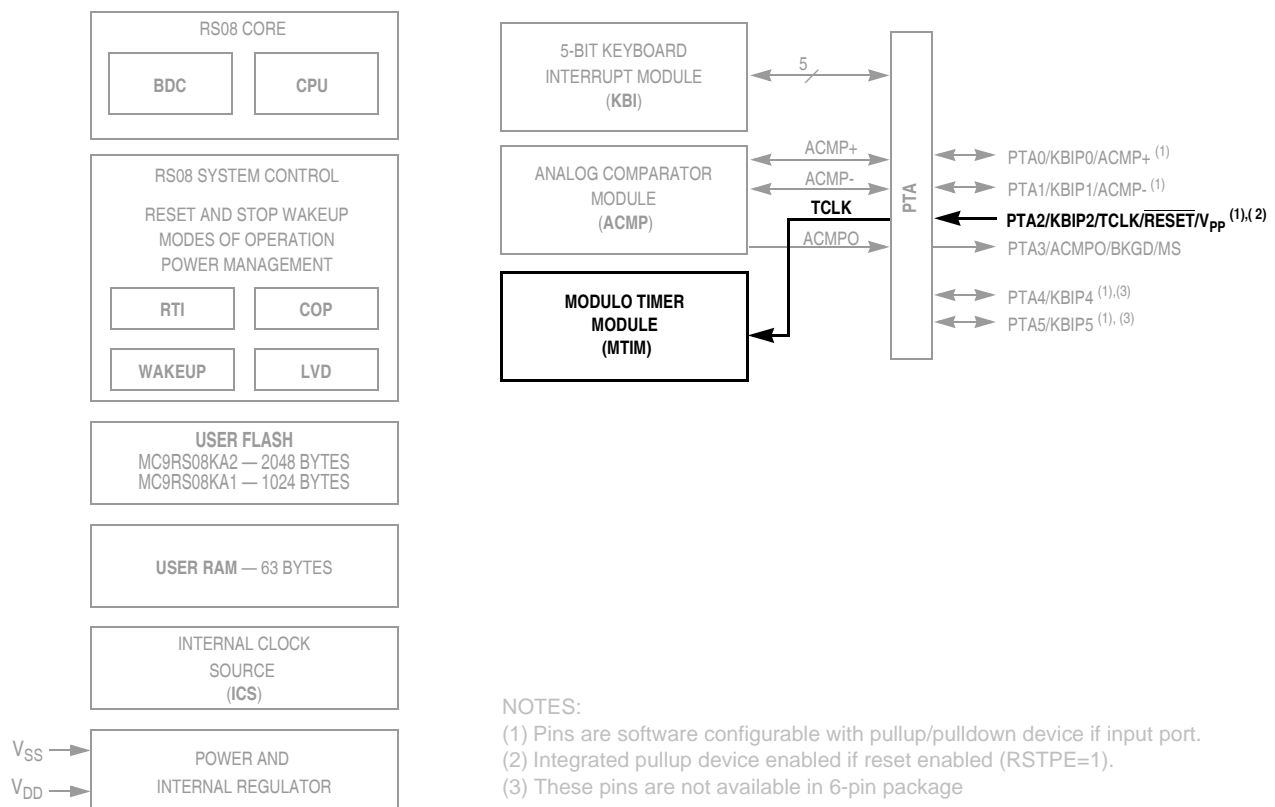 RS08 CORE
BDC
CPU
RS08 SYSTEM CONTROL
RESET AND STOP WAKEUP
MODES OF OPERATION
POWER MANAGEMENT
RTI
COP
WAKEUP
LVD
USER FLASH
MC9RS08KA2 — 2048 BYTES
MC9RS08KA1 — 1024 BYTES
USER RAM — 63 BYTES
INTERNAL CLOCK
SOURCE
(ICS)
VSS
VDD
POWER AND
INTERNAL REGULATOR
5-BIT KEYBOARD
INTERRUPT MODULE
(KBI)
5
ANALOG COMPARATOR
MODULE
(ACMP)
ACMP+
ACMP-
TCLK
ACMPO
MODULO TIMER
MODULE
(MTIM)
PTA
PTA0/KBIP0/ACMP+ (1)
PTA1/KBIP1/ACMP- (1)
PTA2/KBIP2/TCLK/RESET/VPP (1),( 2)
PTA3/ACMPO/BKGD/MS
PTA4/KBIP4 (1),(3)
PTA5/KBIP5 (1), (3)
NOTES:
(1) Pins are software configurable with pullup/pulldown device if input port.
(2) Integrated pullup device enabled if reset enabled (RSTPE=1).
(3) These pins are not available in 6-pin package